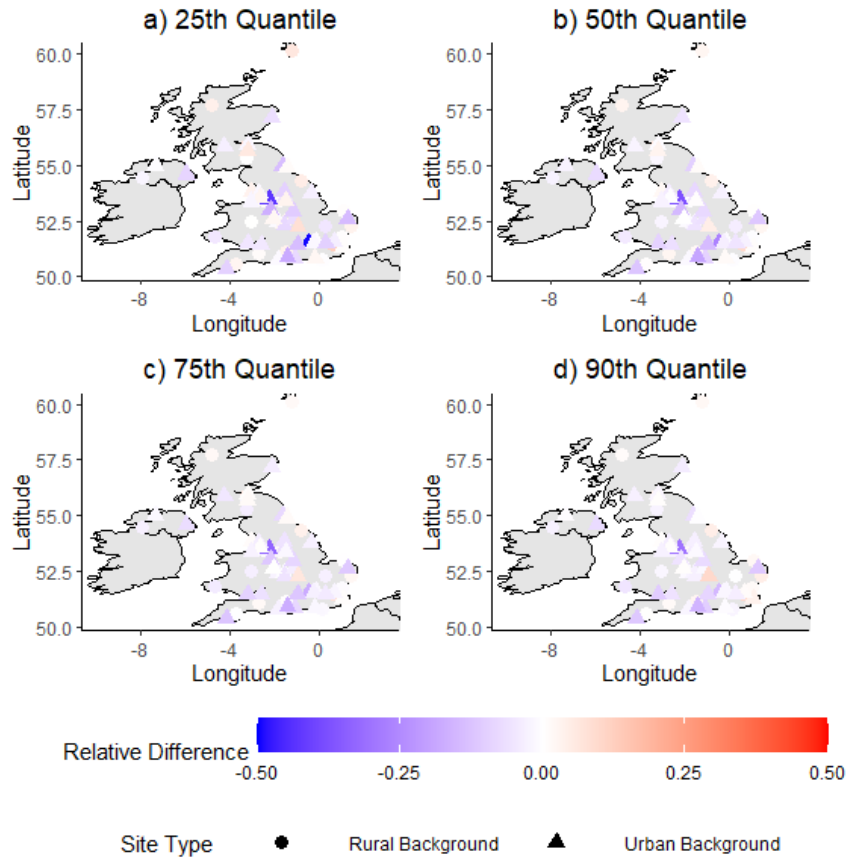 a) 25th Quantile
b) 50th Quantile
60.0
57.5
55.0
52.5
50.0
Latitude
-8
-4
0
Longitude
60.0
57.5
55.0
52.5
50.0
Latitude
-8
-4
0
Longitude
c) 75th Quantile
d) 90th Quantile
60.0
57.5
55.0
52.5
50.0
Latitude
-8
-4
0
Longitude
60.0
57.5
55.0
52.5
50.0
Latitude
-8
-4
0
Longitude
Relative Difference
-0.50 -0.25 0.00 0.25 0.50
Site Type Rural Background Urban Background